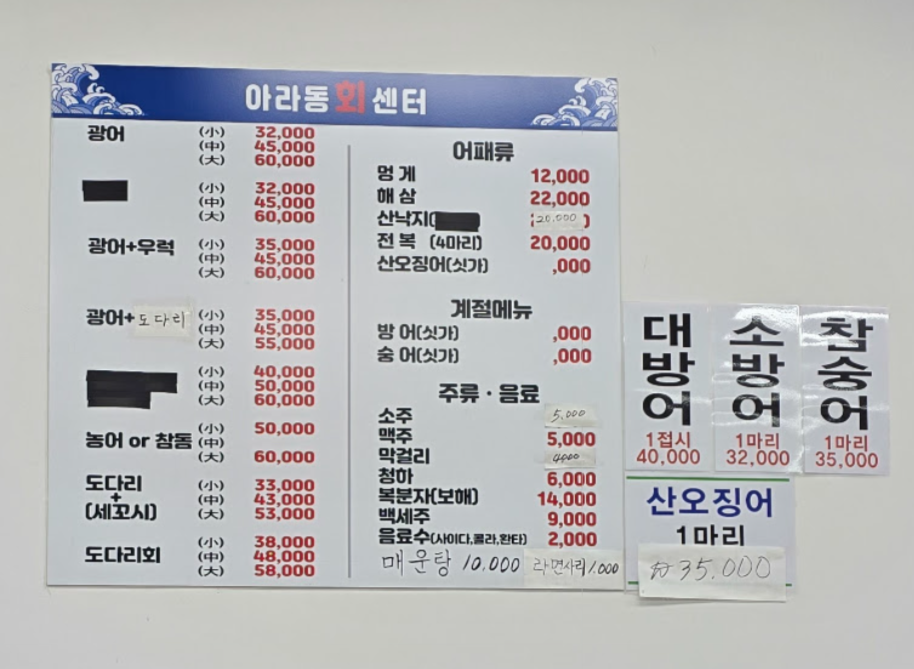 아라동 회 센터
광어 (小) 32,000
(中) 45,000
(大) 60,000
(小) 32,000
(中) 45,000
(大) 60,000
광어+우럭 (小) 35,000
(中) 45,000
(大) 60,000
광어+도다리 (小) 35,000
(中) 45,000
(大) 55,000
(小) 40,000
(中) 50,000
(大) 60,000
농어 or 참돔 (小) 50,000
(中)
(大) 60,000
도다리 + (세꼬시) (小) 33,000
(中) 43,000
(大) 53,000
도다리회 (小) 38,000
(中) 48,000
(大) 58,000
어패류
멍게 12,000
해삼 22,000
산낙지( 20,000 )
전복 (4마리) 20,000
산오징어(싯가) ,000
계절메뉴
방어(싯가) ,000
숭어(싯가) ,000
주류 · 음료
소주 5,000
맥주 5,000
막걸리 4000
청하 6,000
복분자(보해) 14,000
백세주 9,000
음료수(사이다,콜라,환타) 2,000
매운탕 10.000 라면사리 1.000
대방어
1접시
40,000
소방어
1마리
32,000
참숭어
1마리
35,000
산오징어
1마리
₩35.000